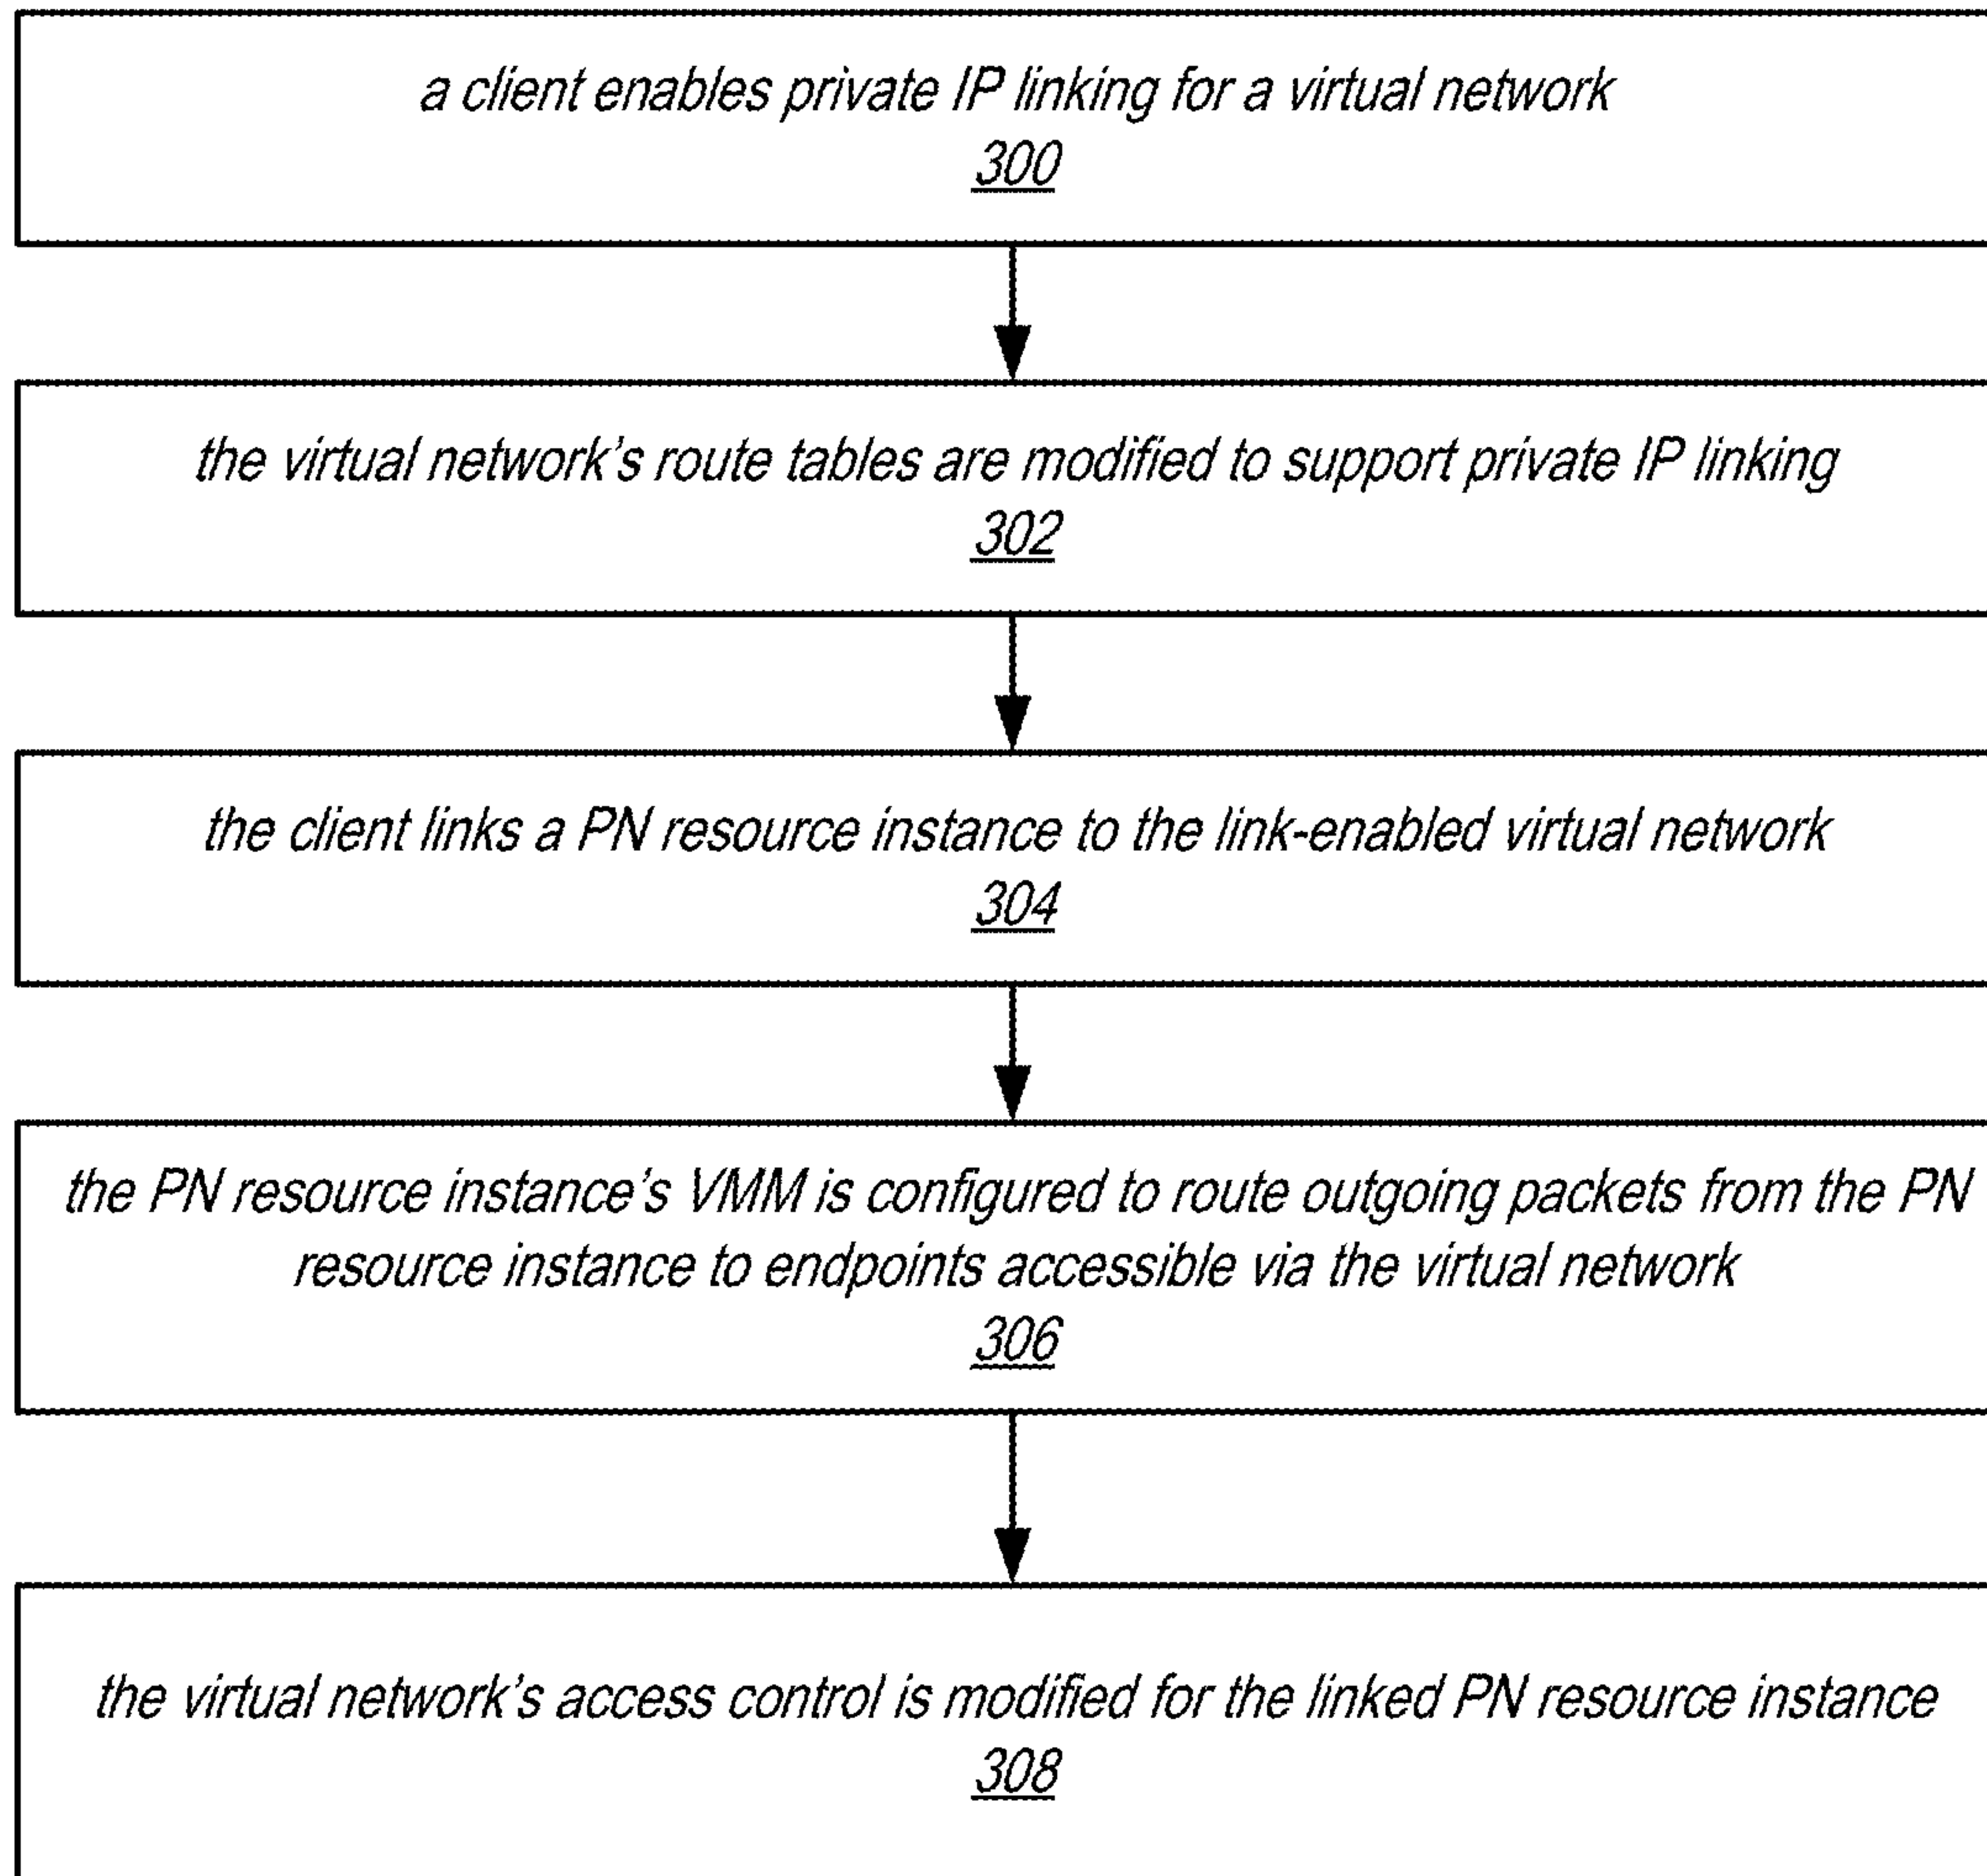 a client enables private IP linking for a virtual network
300
the virtual network's route tables are modified to support private IP linking
302
the client links a PN resource instance to the link-enabled virtual network
304
the PN resource instance's VMM is configured to route outgoing packets from the PN
resource instance to endpoints accessible via the virtual network
306
the virtual network's access control is modified for the linked PN resource instance
308